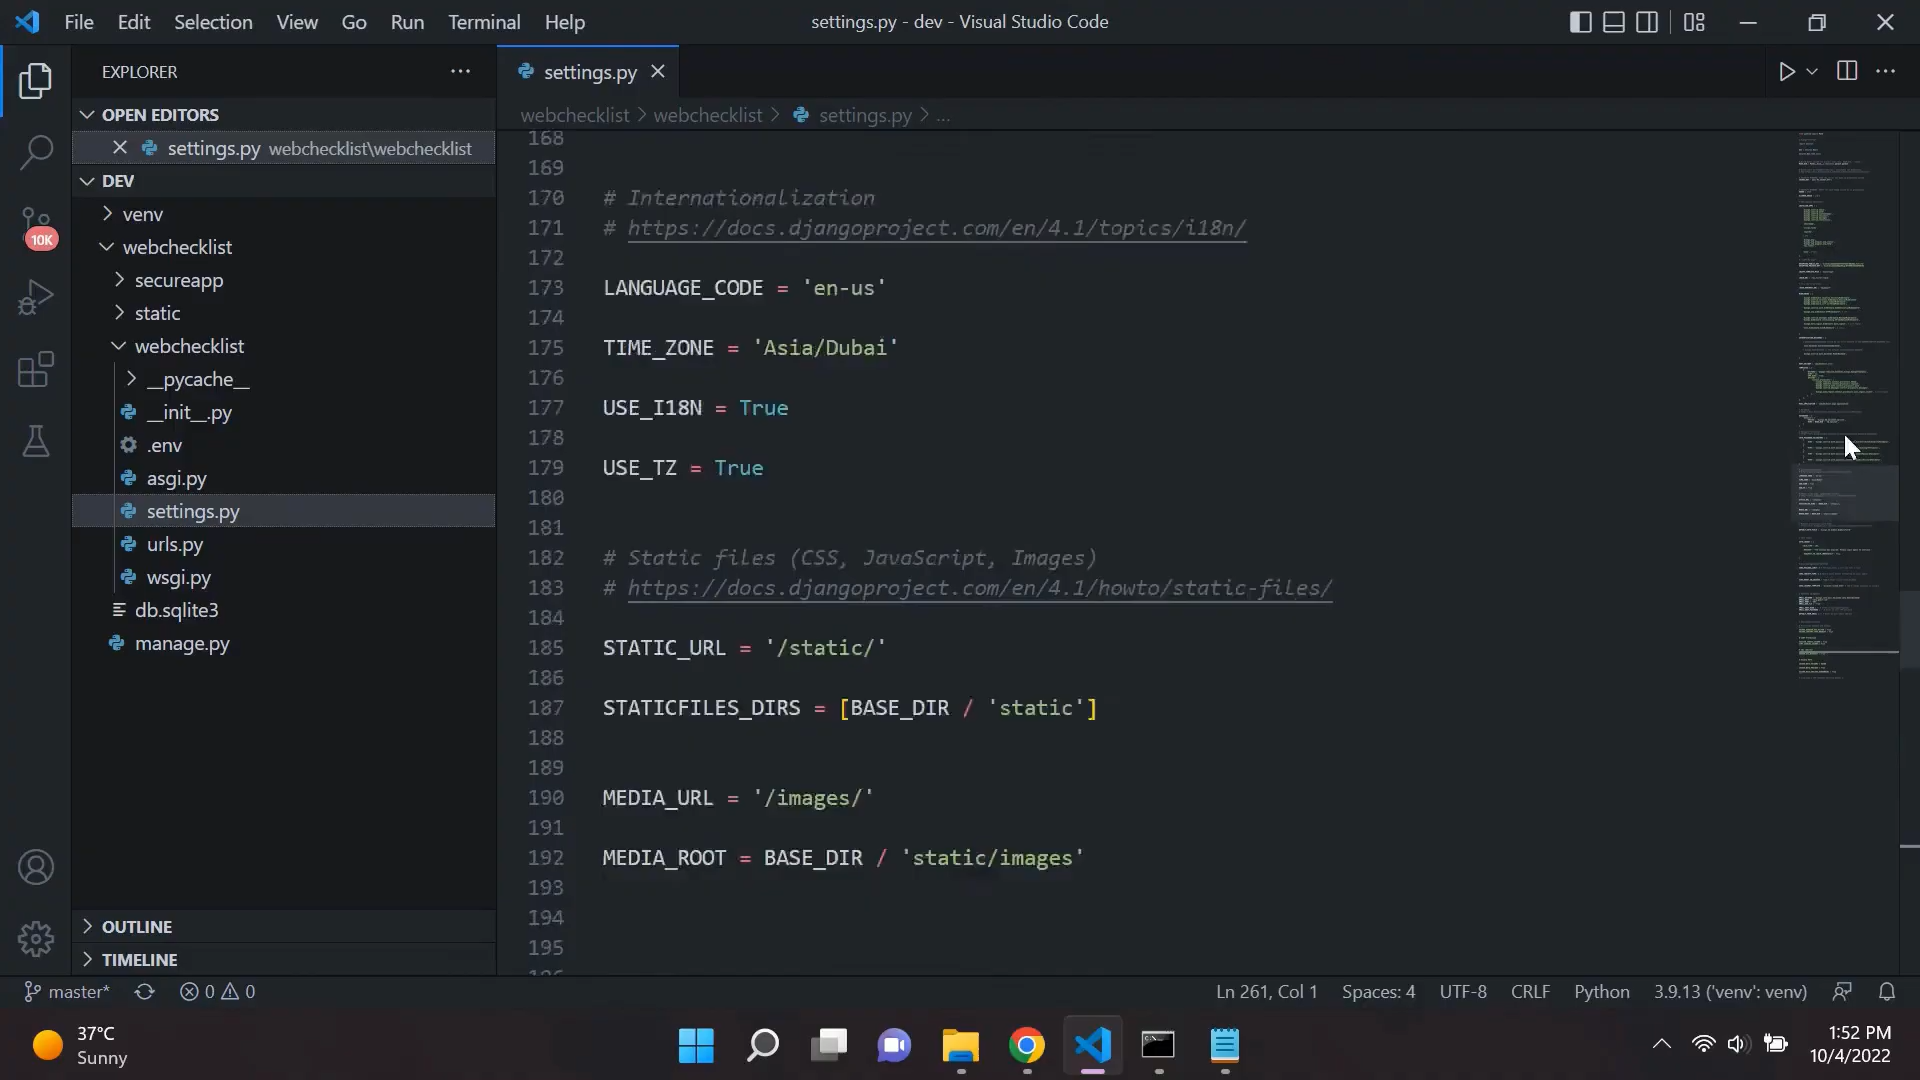 File Edit Selection View Go Run Terminal Help
settings.py - dev - Visual Studio Code
EXPLORER
OPEN EDITORS
settings.py webchecklist\webchecklist
DEV
venv
webchecklist
secureapp
static
webchecklist
__pycache__
__init__.py
.env
asgi.py
settings.py
urls.py
wsgi.py
db.sqlite3
manage.py
OUTLINE
TIMELINE
10K
settings.py
webchecklist > webchecklist > settings.py > ...
168
169
170 # Internationalization
171 # https://docs.djangoproject.com/en/4.1/topics/i18n/
172
173 LANGUAGE_CODE = 'en-us'
174
175 TIME_ZONE = 'Asia/Dubai'
176
177 USE_I18N = True
178
179 USE_TZ = True
180
181
182 # Static files (CSS, JavaScript, Images)
183 # https://docs.djangoproject.com/en/4.1/howto/static-files/
184
185 STATIC_URL = '/static/'
186
187 STATICFILES_DIRS = [BASE_DIR / 'static']
188
189
190 MEDIA_URL = '/images/'
191
192 MEDIA_ROOT = BASE_DIR / 'static/images'
193
194
195
master* 0 0 Ln 261, Col 1 Spaces: 4 UTF-8 CRLF Python 3.9.13 ('venv': venv)
37°C
Sunny
1:52 PM
10/4/2022